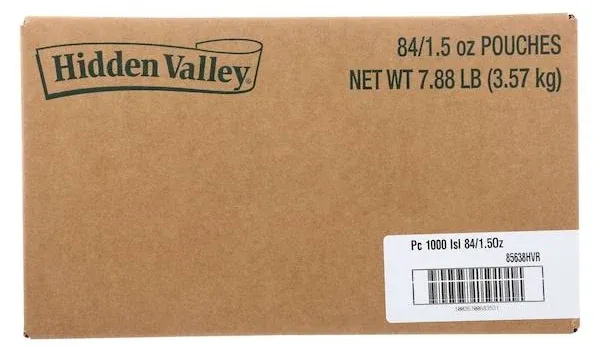 Hidden Valley®
84/1.5 oz POUCHES
NET WT 7.88 LB (3.57 kg)
Pc 1000 Isl 84/1.5Oz
85638HVR